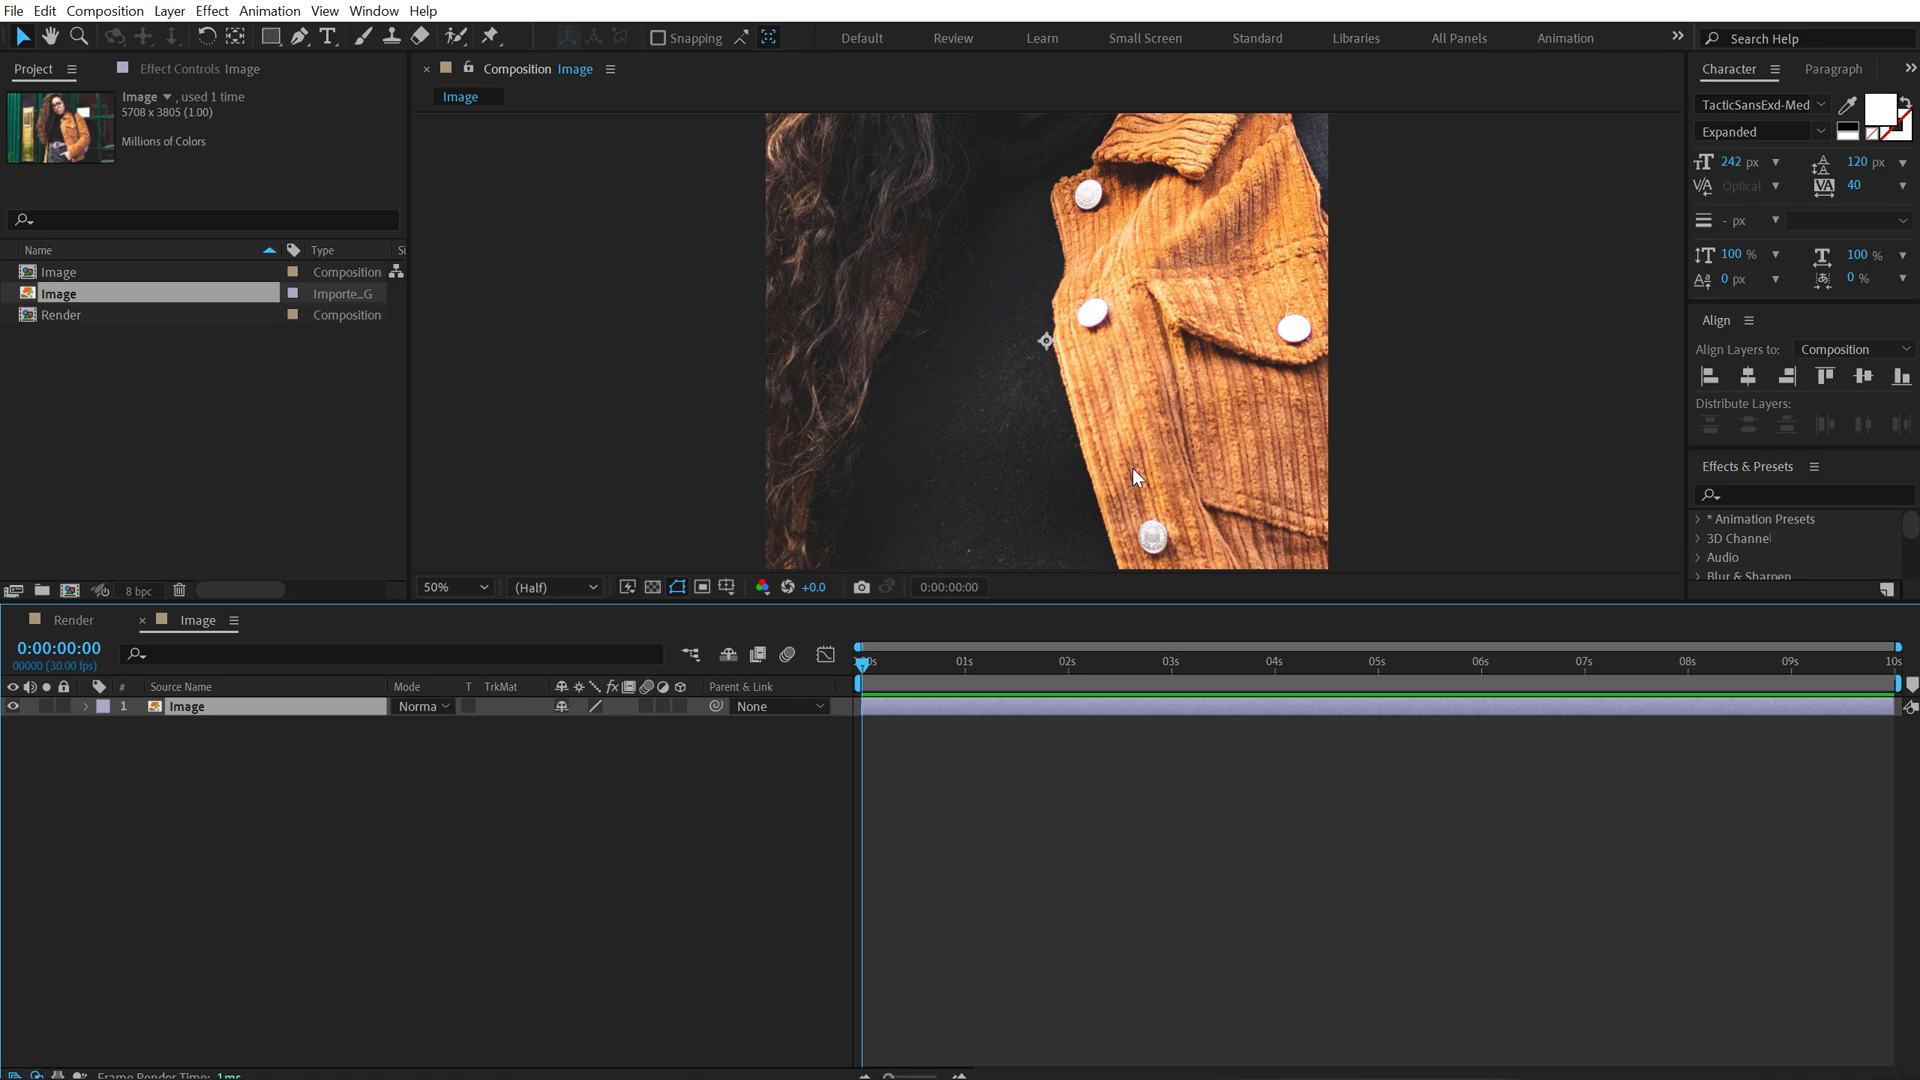 File Edit Composition Layer Effect Animation View Window Help
Snapping Default Review Learn Small Screen Standard Libraries All Panels Animation Search Help
Project Effect Controls Image Composition Image Character Paragraph
Image , used 1 time
5708 x 3805 (1.00)
Millions of Colors
Image
TacticSansExd-Med
Expanded
242 px 120 px
Optical 40
- px
100 % 100 %
0 px 0 %
Align
Align Layers to: Composition
Distribute Layers:
Effects & Presets
* Animation Presets
3D Channel
Audio
Blur & Sharpen
Name Type Si
Image Composition
Image Importe...G
Render Composition
8 bpc
50% (Half) +0.0 0:00:00:00
Render Image
0:00:00:00
00000 (30.00 fps)
00s 01s 02s 03s 04s 05s 06s 07s 08s 09s 10s
# Source Name Mode T TrkMat Parent & Link
1 Image Norma None
Frame Render Time: 1ms